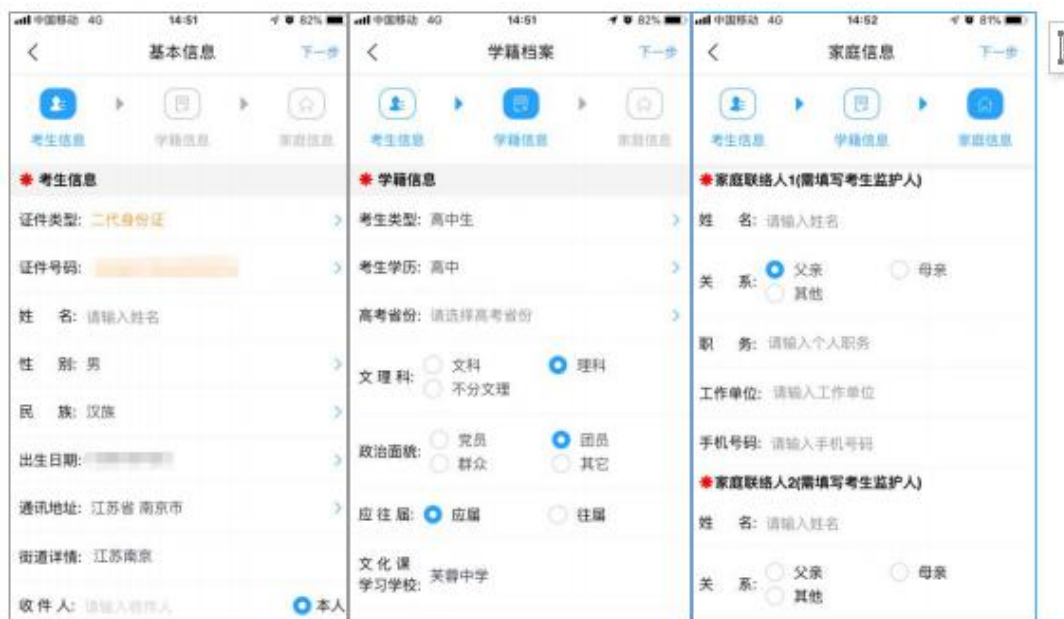 中国移动 4G 14:51 82%
基本信息 下一步
考生信息 学籍信息 家庭信息
考生信息
证件类型: 二代身份证
证件号码:
姓 名: 请输入姓名
性 别: 男
民 族: 汉族
出生日期:
通讯地址: 江苏省 南京市
街道详情: 江苏南京
收 件 人: 请输入收件人 本人
中国移动 4G 14:51 82%
学籍档案 下一步
考生信息 学籍信息 家庭信息
学籍信息
考生类型: 高中生
考生学历: 高中
高考省份: 请选择高考省份
文 理 科: 文科 理科
不分文理
政治面貌: 党员 团员
群众 其它
应 往 届: 应届 往届
文 化 课
学习学校: 芙蓉中学
中国移动 4G 14:52 81%
家庭信息 下一步
考生信息 学籍信息 家庭信息
家庭联络人1(需填写考生监护人)
姓 名: 请输入姓名
关 系: 父亲 母亲
其他
职 务: 请输入个人职务
工作单位: 请输入工作单位
手机号码: 请输入手机号码
家庭联络人2(需填写考生监护人)
姓 名: 请输入姓名
关 系: 父亲 母亲
其他